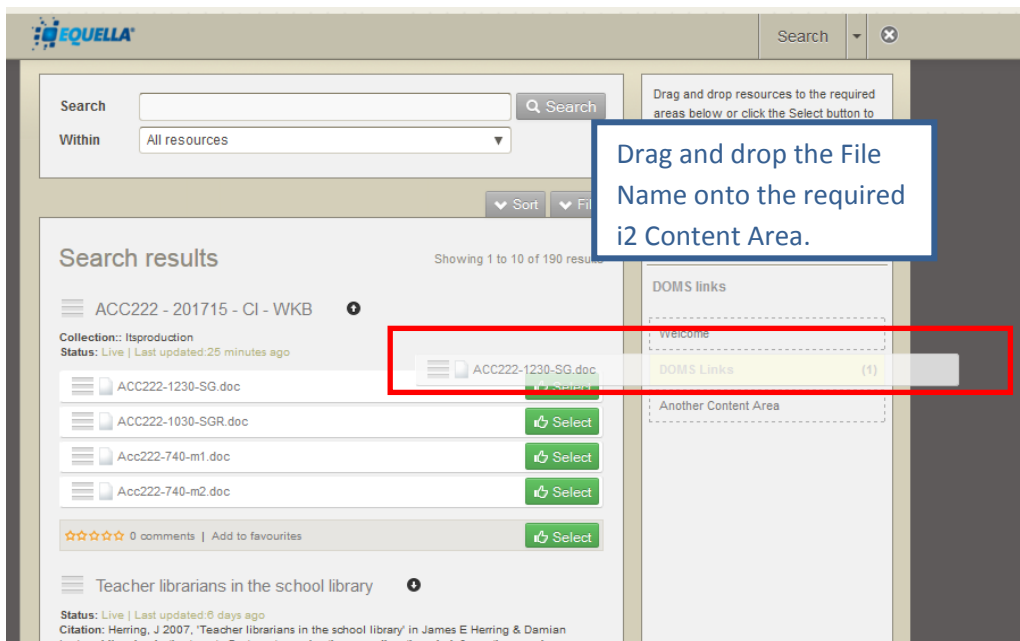 EQUELLA
Search
Search
Search
Within
All resources
Drag and drop resources to the required
areas below or click the Select button to
Drag and drop the File
Name onto the required
i2 Content Area.
Sort
Search results
Showing 1 to 10 of 190 results
ACC222 - 201715 - CI - WKB
Collection:: Itsproduction
Status: Live | Last updated:25 minutes ago
ACC222-1230-SG.doc
Select
ACC222-1030-SGR.doc
Select
Acc222-740-m1.doc
Select
Acc222-740-m2.doc
Select
0 comments | Add to favourites
Select
DOMS links
Welcome
ACC222-1230-SG.doc
DOMS Links (1)
Another Content Area
Teacher librarians in the school library
Status: Live | Last updated:6 days ago
Citation: Herring, J 2007, 'Teacher librarians in the school library' in James E Herring & Damian